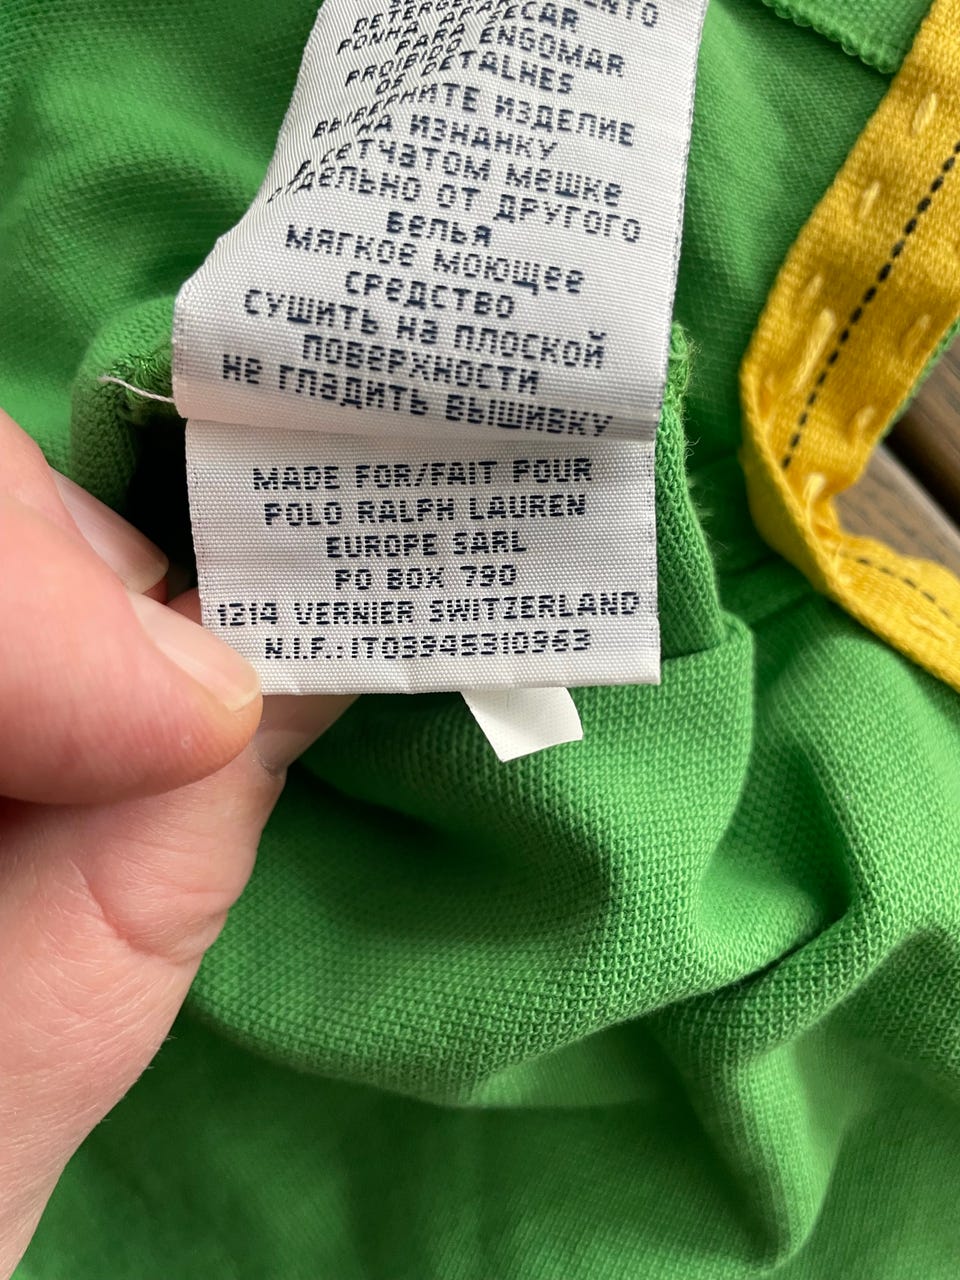 DETERGE
SECAR
PONHA
PARA ENGOMAR
PROIBIDO
DETALHES
ВЫВЕРНИТЕ ИЗДЕЛИЕ
НА ИЗНАНКУ
В СЕТЧАТОМ МЕШКЕ
ОТДЕЛЬНО ОТ ДРУГОГО
БЕЛЬЯ
МЯГКОЕ МОЮЩЕЕ
СРЕДСТВО
СУШИТЬ НА ПЛОСКОЙ
ПОВЕРХНОСТИ
НЕ ГЛАДИТЬ ВЫШИВКУ
MADE FOR/FAIT POUR
POLO RALPH LAUREN
EUROPE SARL
PO BOX 790
1214 VERNIER SWITZERLAND
N.I.F.:IT03945310963